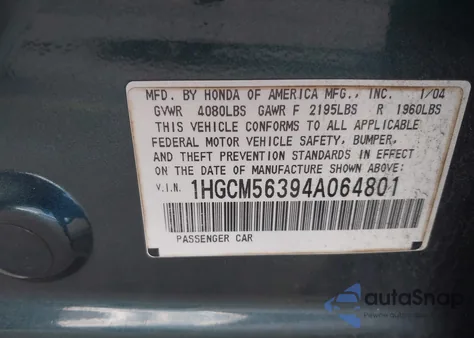 MFD. BY HONDA OF AMERICA MFG., INC. 1/04
GVWR 4080LBS GAWR F 2195LBS R 1960LBS
THIS VEHICLE CONFORMS TO ALL APPLICABLE
FEDERAL MOTOR VEHICLE SAFETY, BUMPER,
AND THEFT PREVENTION STANDARDS IN EFFECT
ON THE DATE OF MANUFACTURE SHOWN ABOVE:
V.I.N. 1HGCM56394A064801
PASSENGER CAR
autaSnap